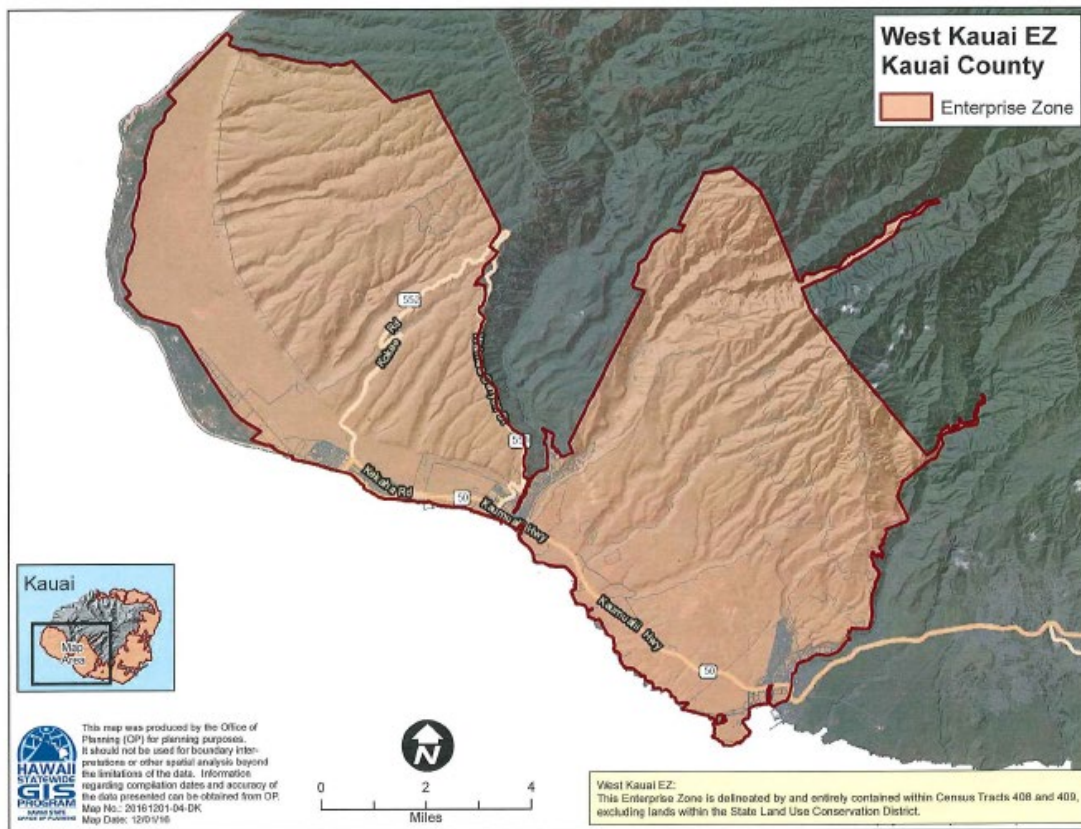 West Kauai EZ
Kauai County
Enterprise Zone
552
Kokee Rd
Kekaha Rd
50
Kaumualii Hwy
Kaumualii Hwy
50
Kauai
Map
Area
HAWAII
STATEWIDE
GIS
PROGRAM
HAWAII STATE
OFFICE OF PLANNING
This map was produced by the Office of
Planning (OP) for planning purposes.
It should not be used for boundary inter-
pretations or other spatial analysis beyond
the limitations of the data. Information
regarding compilation dates and accuracy of
the data presented can be obtained from OP.
Map No.: 20161201-04-DK
Map Date: 12/01/16
N
0 2 4
Miles
West Kauai EZ:
This Enterprise Zone is delineated by and entirely contained within Census Tracts 408 and 409,
excluding lands within the State Land Use Conservation District.